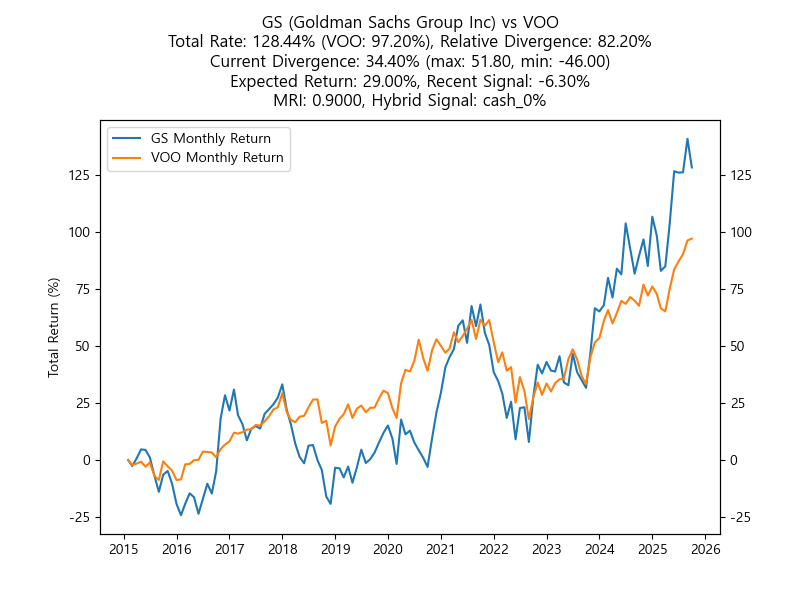 GS (Goldman Sachs Group Inc) vs VOO
Total Rate: 128.44% (VOO: 97.20%), Relative Divergence: 82.20%
Current Divergence: 34.40% (max: 51.80, min: -46.00)
Expected Return: 29.00%, Recent Signal: -6.30%
MRI: 0.9000, Hybrid Signal: cash_0%
GS Monthly Return
VOO Monthly Return
Total Return (%)
125
100
75
50
25
0
-25
125
100
75
50
25
0
-25
2015 2016 2017 2018 2019 2020 2021 2022 2023 2024 2025 2026